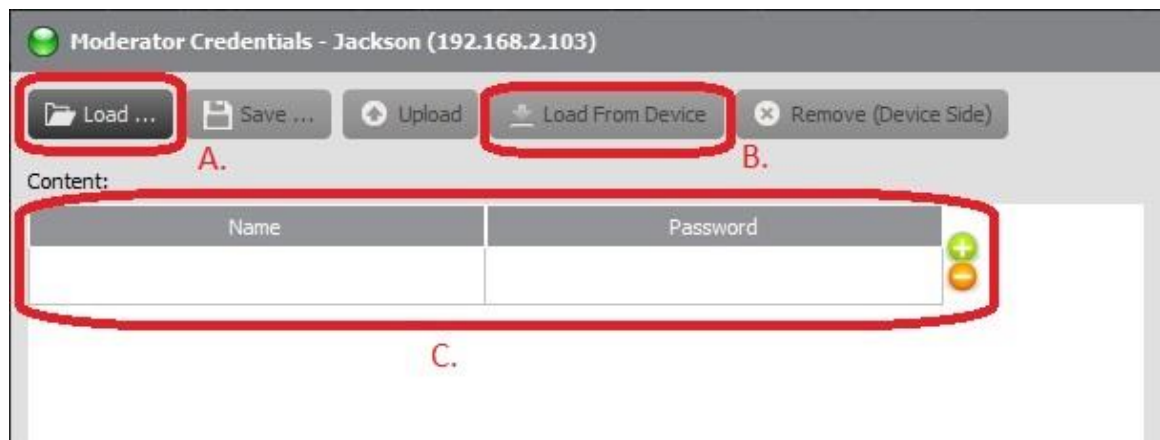 Moderator Credentials - Jackson (192.168.2.103)
Load ... Save ... Upload Load From Device Remove (Device Side)
A. B.
Content:
Name Password
C.